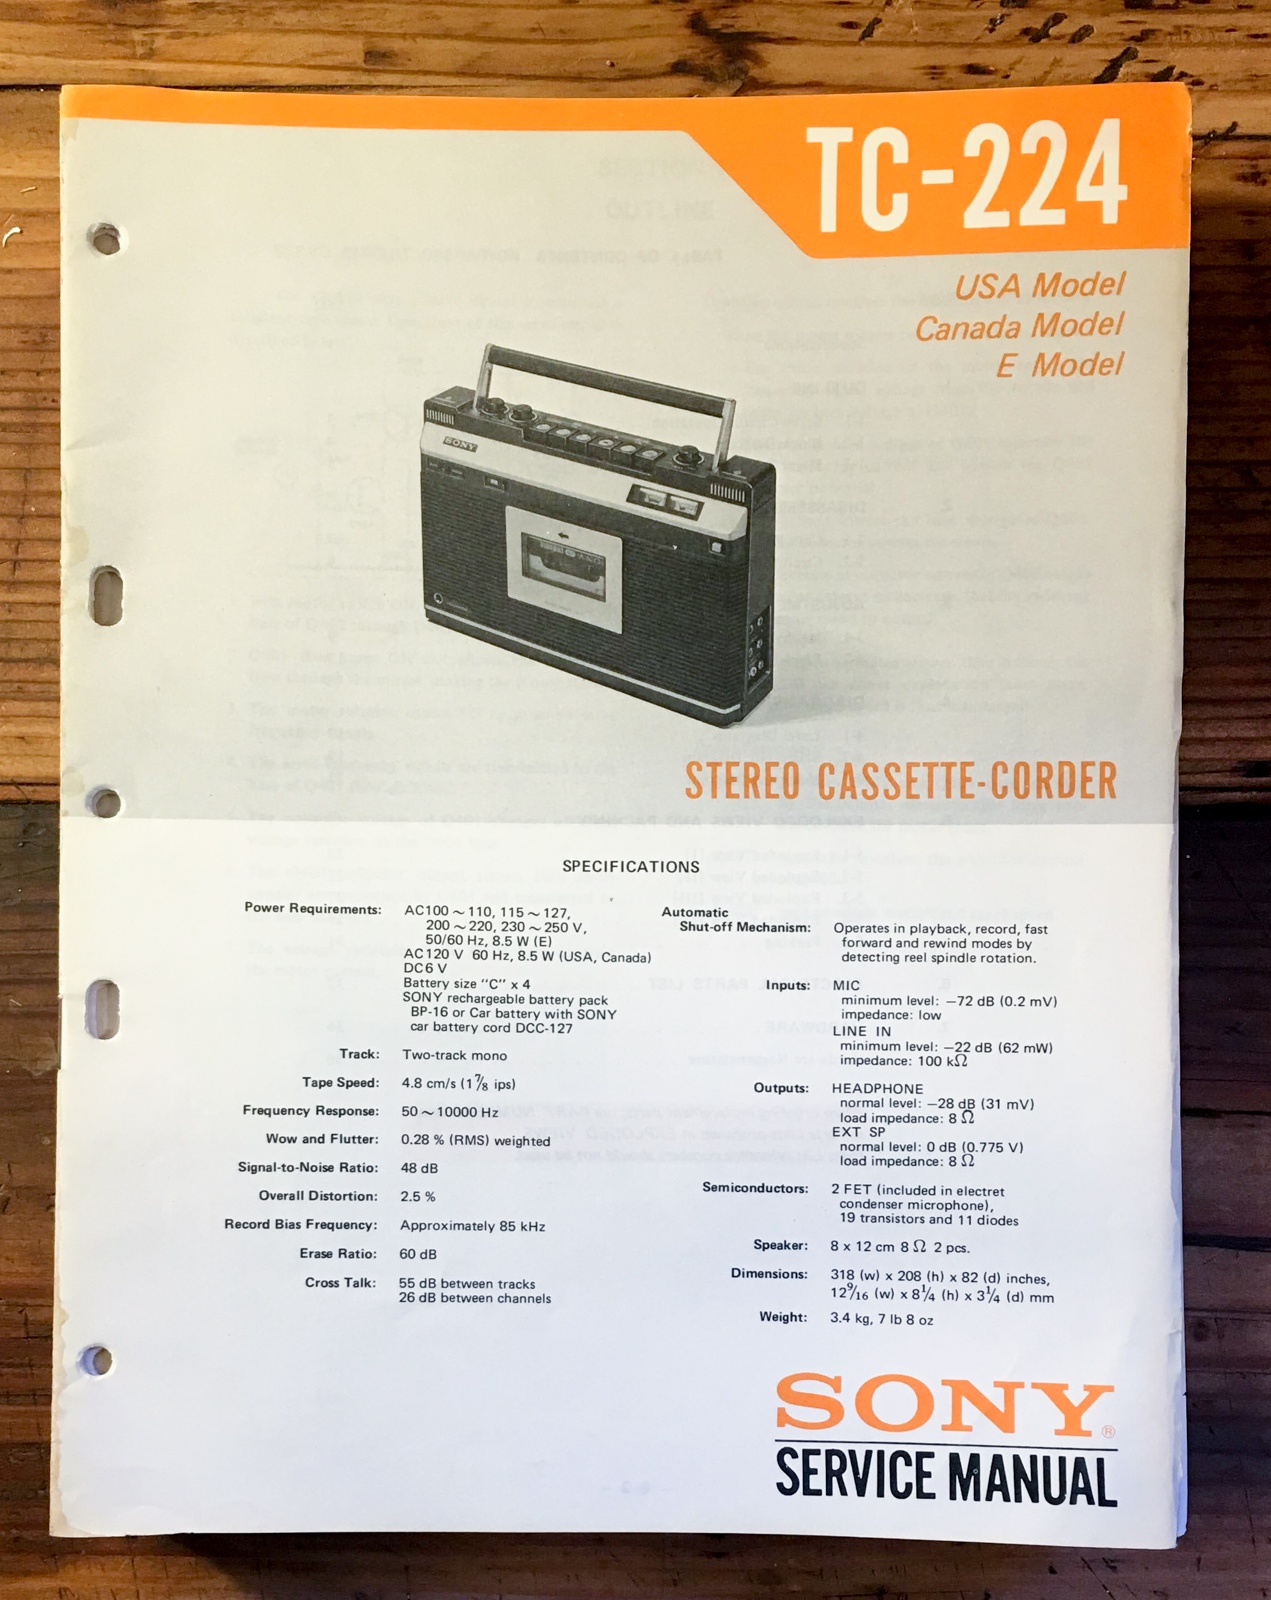 TC-224
USA Model
Canada Model
E Model
SONY
STEREO CASSETTE-CORDER
SPECIFICATIONS
Power Requirements: AC100 ~ 110, 115 ~ 127,
200 ~ 220, 230 ~ 250 V,
50/60 Hz, 8.5 W (E)
AC120 V 60 Hz, 8.5 W (USA, Canada)
DC6 V
Battery size "C" x 4
SONY rechargeable battery pack
BP-16 or Car battery with SONY
car battery cord DCC-127
Track: Two-track mono
Tape Speed: 4.8 cm/s (1⅞ ips)
Frequency Response: 50 ~ 10000 Hz
Wow and Flutter: 0.28 % (RMS) weighted
Signal-to-Noise Ratio: 48 dB
Overall Distortion: 2.5 %
Record Bias Frequency: Approximately 85 kHz
Erase Ratio: 60 dB
Cross Talk: 55 dB between tracks
26 dB between channels
Automatic
Shut-off Mechanism: Operates in playback, record, fast
forward and rewind modes by
detecting reel spindle rotation.
Inputs: MIC
minimum level: −72 dB (0.2 mV)
impedance: low
LINE IN
minimum level: −22 dB (62 mW)
impedance: 100 kΩ
Outputs: HEADPHONE
normal level: −28 dB (31 mV)
load impedance: 8 Ω
EXT SP
normal level: 0 dB (0.775 V)
load impedance: 8 Ω
Semiconductors: 2 FET (included in electret
condenser microphone),
19 transistors and 11 diodes
Speaker: 8 x 12 cm 8 Ω 2 pcs.
Dimensions: 318 (w) x 208 (h) x 82 (d) inches,
12 9/16 (w) x 8¼ (h) x 3¼ (d) mm
Weight: 3.4 kg, 7 lb 8 oz
SONY®
SERVICE MANUAL